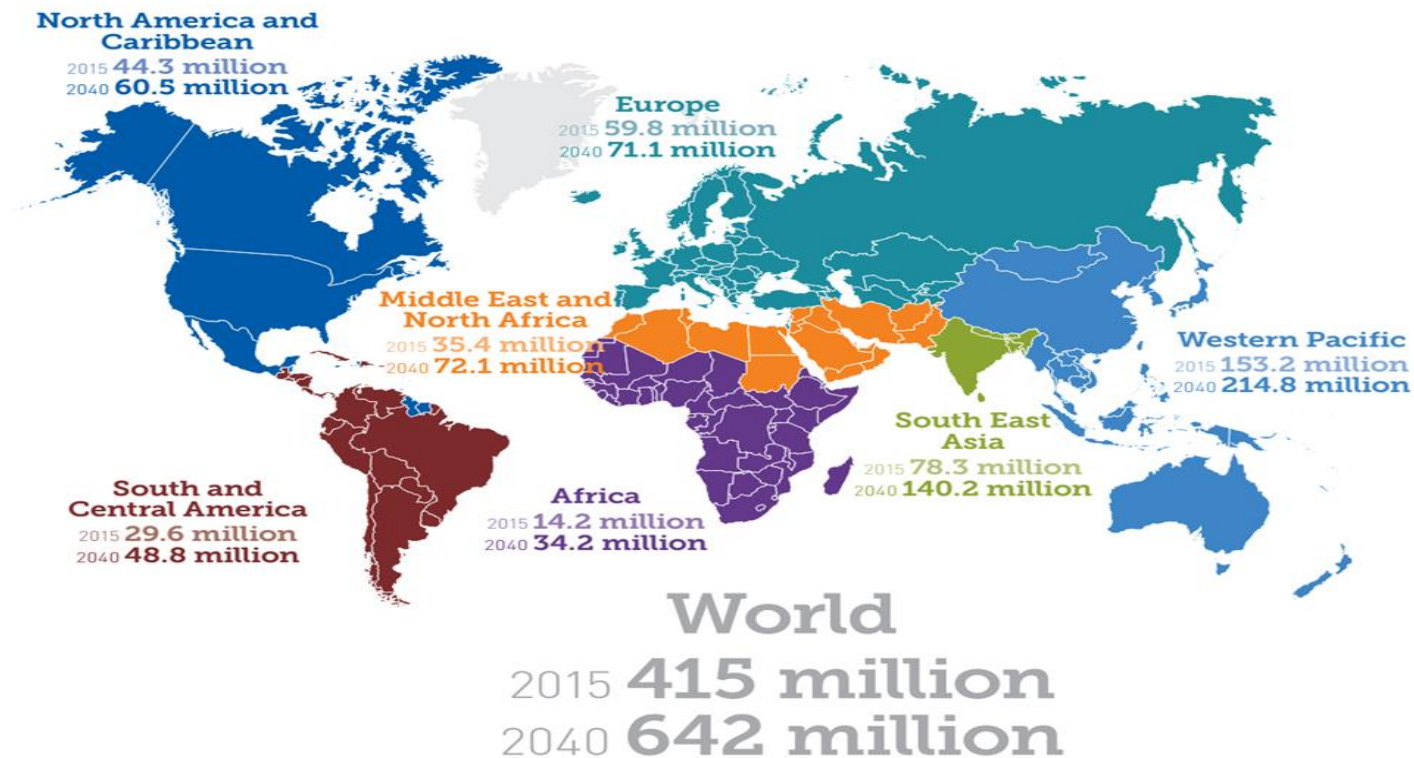 North America and
Caribbean
2015 44.3 million
2040 60.5 million
Europe
2015 59.8 million
2040 71.1 million
Middle East and
North Africa
2015 35.4 million
2040 72.1 million
Western Pacific
2015 153.2 million
2040 214.8 million
South East
Asia
2015 78.3 million
2040 140.2 million
South and
Central America
2015 29.6 million
2040 48.8 million
Africa
2015 14.2 million
2040 34.2 million
World
2015 415 million
2040 642 million